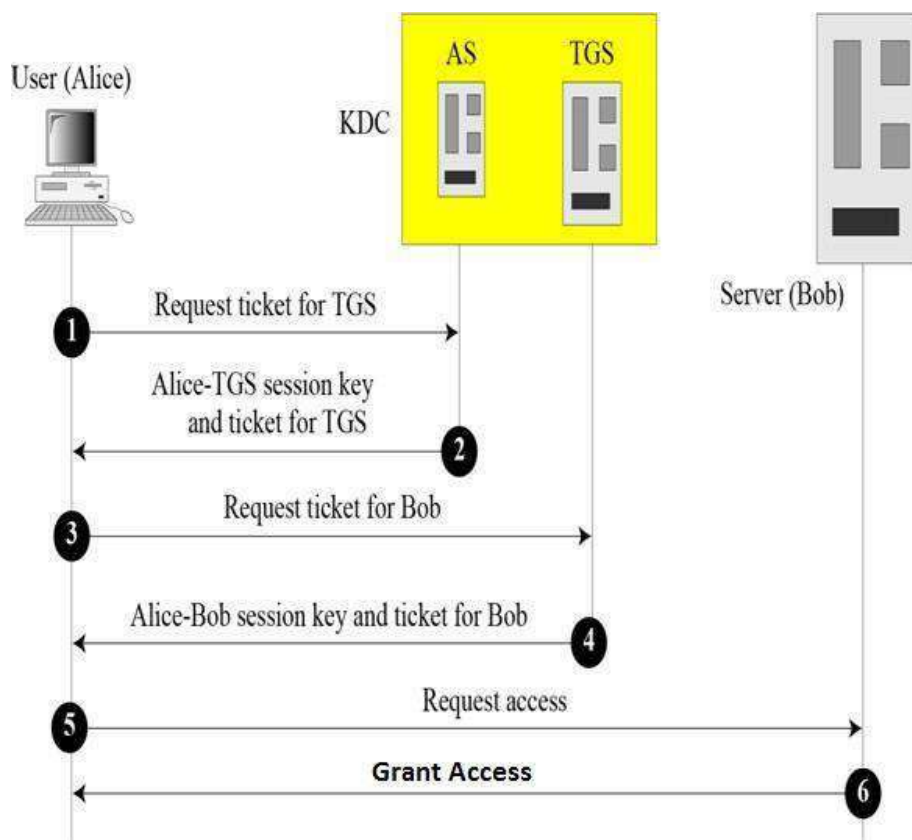 AS
TGS
User (Alice)
KDC
Server (Bob)
1
Request ticket for TGS
Alice-TGS session key
and ticket for TGS
2
3
Request ticket for Bob
Alice-Bob session key and ticket for Bob
4
5
Request access
Grant Access
6